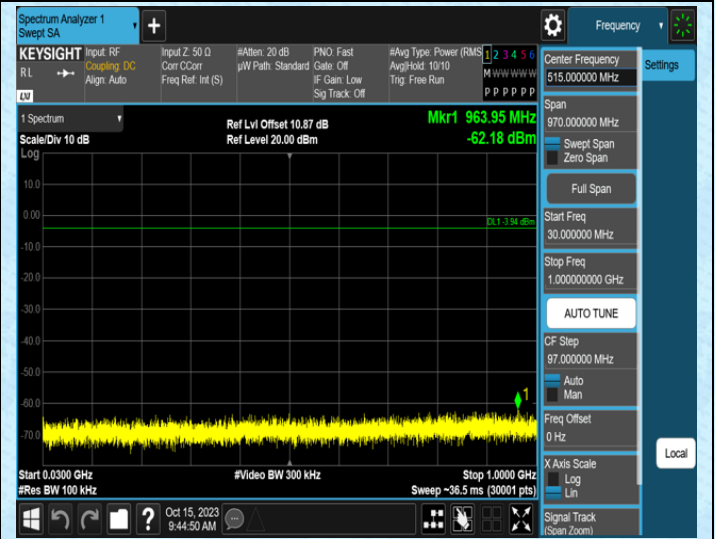 Spectrum Analyzer 1
Swept SA
Frequency
KEYSIGHT
R L
LXI
Input: RF
Coupling: DC
Align: Auto
Input Z: 50 Ω
Corr CCorr
Freq Ref: Int (S)
#Atten: 20 dB
µW Path: Standard
PNO: Fast
Gate: Off
IF Gain: Low
Sig Track: Off
#Avg Type: Power (RMS
Avg|Hold: 10/10
Trig: Free Run
1 2 3 4 5 6
M W W W W W
P P P P P P
1 Spectrum
Scale/Div 10 dB
Log
Ref Lvl Offset 10.87 dB
Ref Level 20.00 dBm
Mkr1 963.95 MHz
-62.18 dBm
10.0
0.00
DL1 -3.94 dBm
-10.0
-20.0
-30.0
-40.0
-50.0
-60.0
-70.0
1
Start 0.0300 GHz
#Res BW 100 kHz
#Video BW 300 kHz
Stop 1.0000 GHz
Sweep ~36.5 ms (30001 pts)
Center Frequency
515.000000 MHz
Settings
Span
970.000000 MHz
Swept Span
Zero Span
Full Span
Start Freq
30.000000 MHz
Stop Freq
1.000000000 GHz
AUTO TUNE
CF Step
97.000000 MHz
Auto
Man
Freq Offset
0 Hz
X Axis Scale
Log
Lin
Local
Signal Track
(Span Zoom)
?
Oct 15, 2023
9:44:50 AM